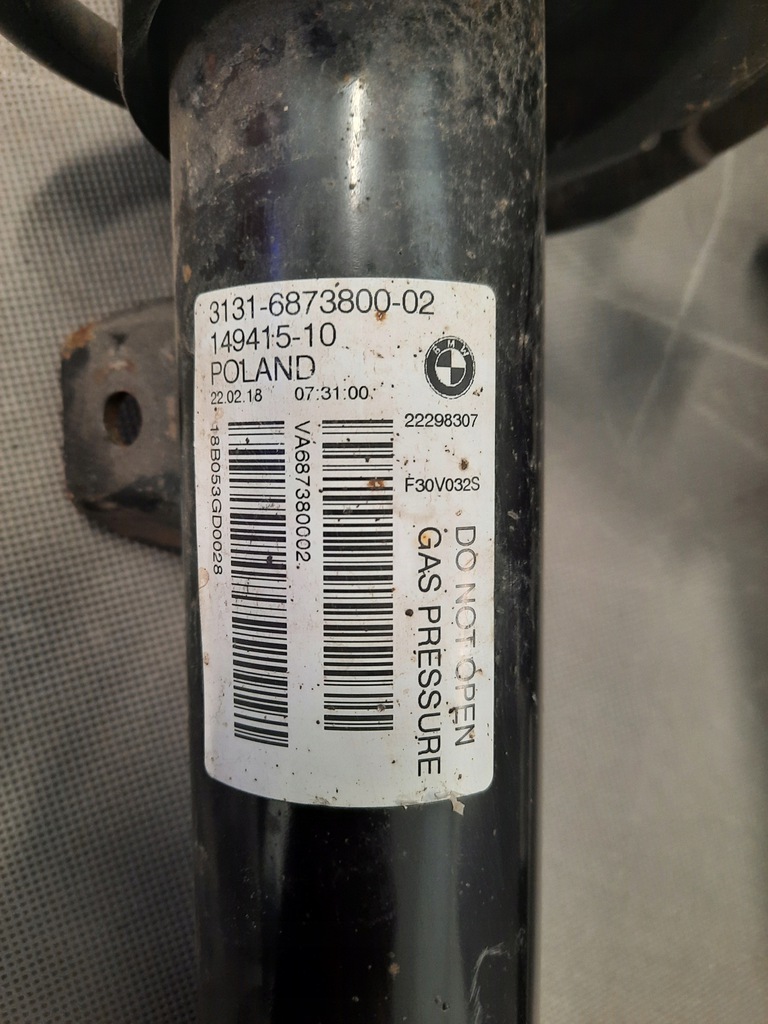 3131-6873800-02
149415-10
POLAND
22.02.18 07:31:00
BMW
22298307
F30V032S
18B053GD0028
VA687380002
DO NOT OPEN
GAS PRESSURE